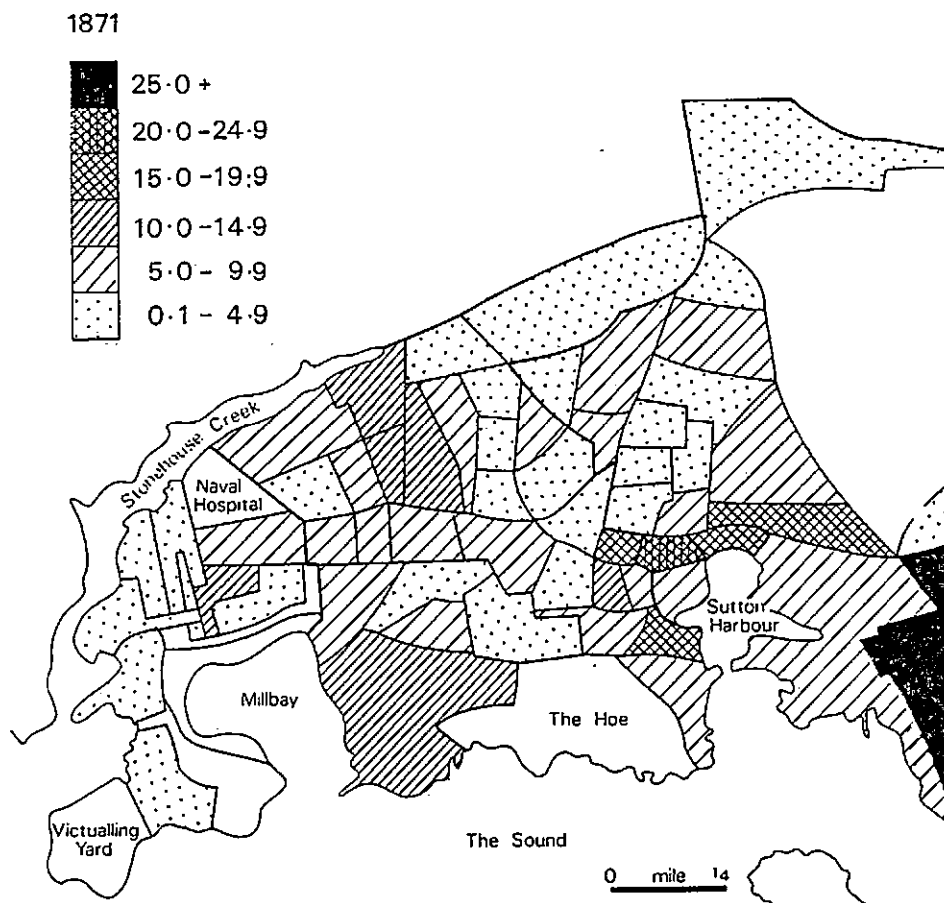 1871
25·0 +
20·0-24·9
15·0-19·9
10·0-14·9
5·0- 9·9
0·1 - 4·9
Stonehouse Creek
Naval
Hospital
Sutton
Harbour
Millbay
The Hoe
Victualling
Yard
The Sound
0 mile ¼